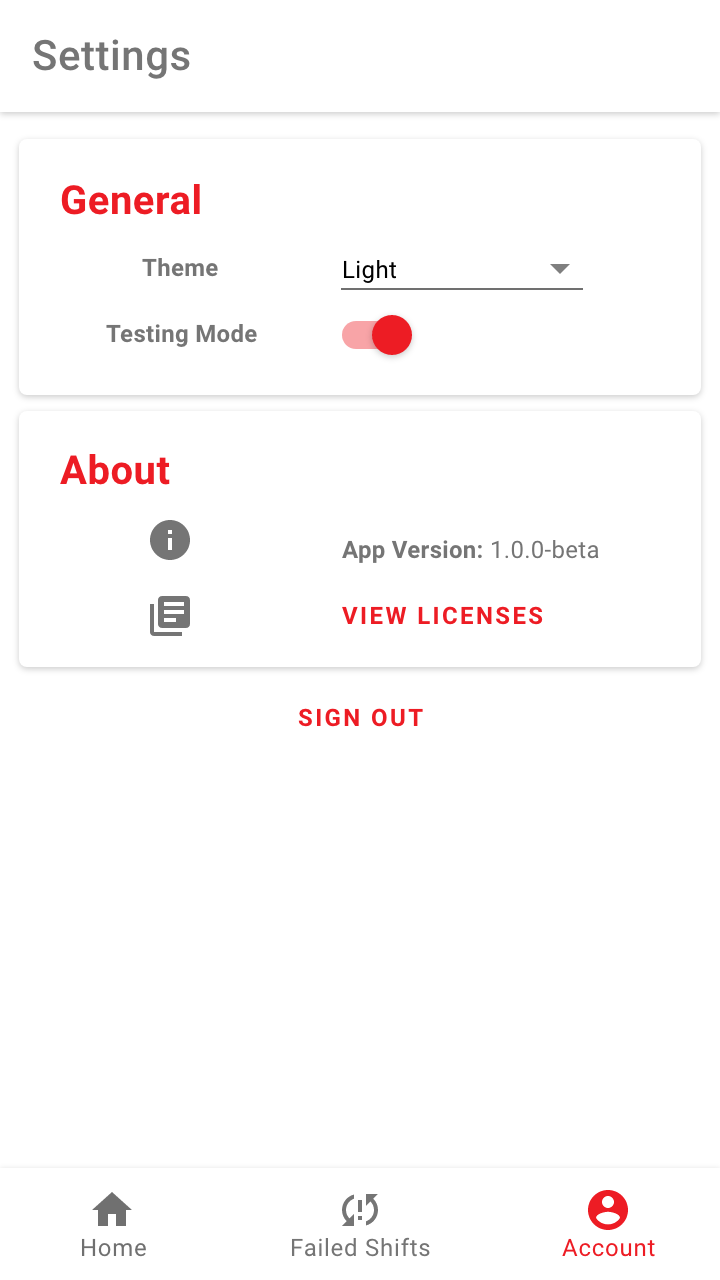 Settings
General
Theme
Light
Testing Mode
About
App Version: 1.0.0-beta
VIEW LICENSES
SIGN OUT
Home
Failed Shifts
Account